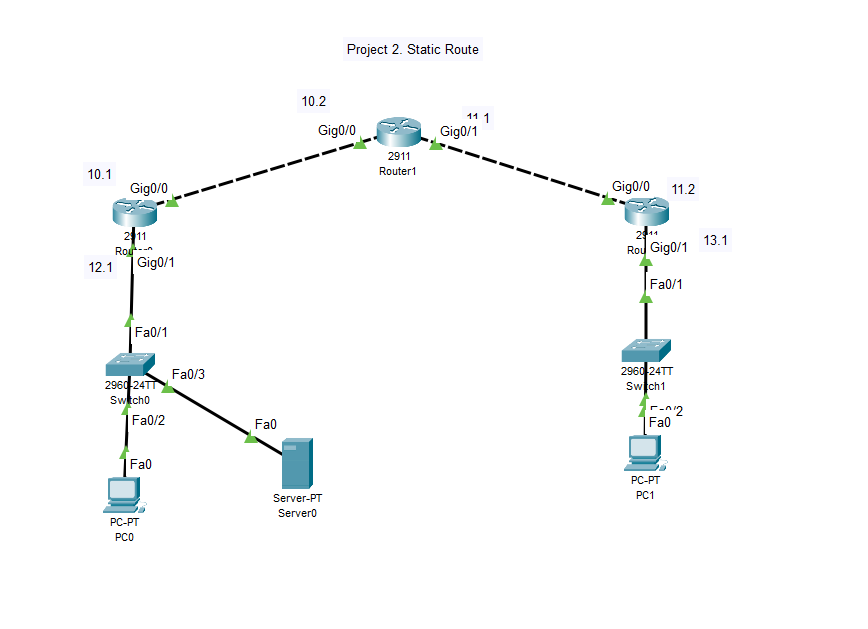 Project 2. Static Route
10.2
11.1
Gig0/0
Gig0/1
2911
Router1
10.1
Gig0/0
Gig0/0
11.2
2911
13.1
Gig0/1
12.1
Gig0/1
Fa0/1
Fa0/1
2960-24TT
Switch0
Fa0/3
2960-24TT
Switch1
Fa0/2
Fa0/2
Fa0
Fa0
Fa0
Server-PT
Server0
PC-PT
PC1
PC-PT
PC0